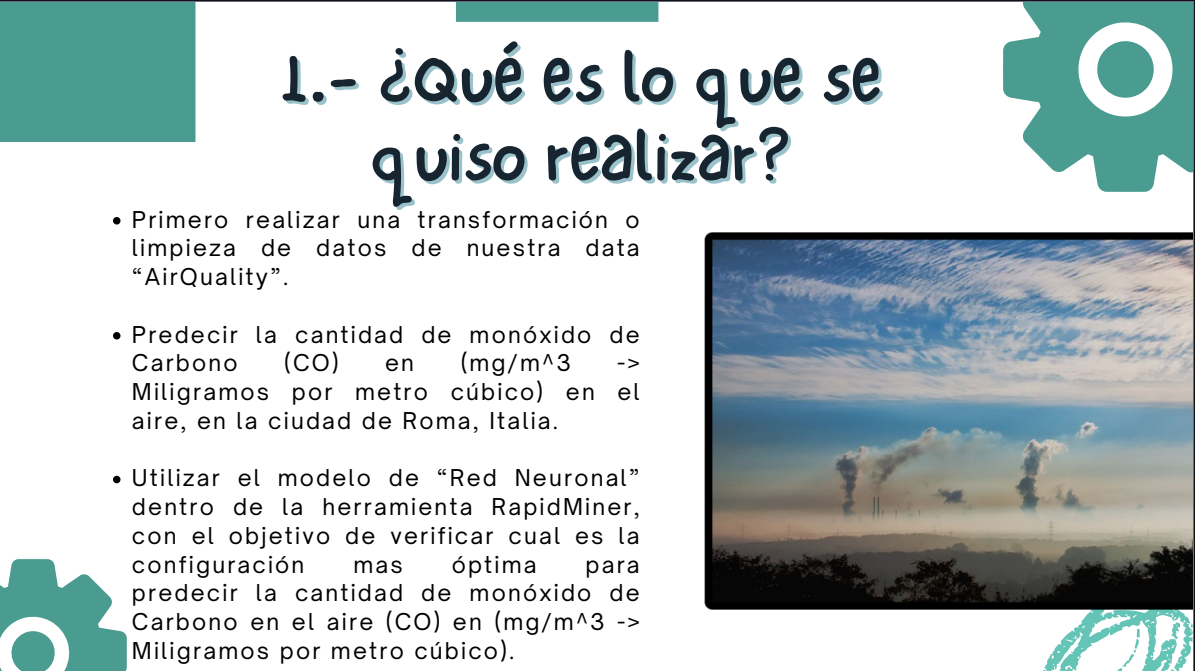 1.- ¿Qué es lo que se
quiso realizar?
• Primero realizar una transformación o
limpieza de datos de nuestra data
“AirQuality”.
• Predecir la cantidad de monóxido de
Carbono (CO) en (mg/m^3 ->
Miligramos por metro cúbico) en el
aire, en la ciudad de Roma, Italia.
• Utilizar el modelo de “Red Neuronal”
dentro de la herramienta RapidMiner,
con el objetivo de verificar cual es la
configuración mas óptima para
predecir la cantidad de monóxido de
Carbono en el aire (CO) en (mg/m^3 ->
Miligramos por metro cúbico).